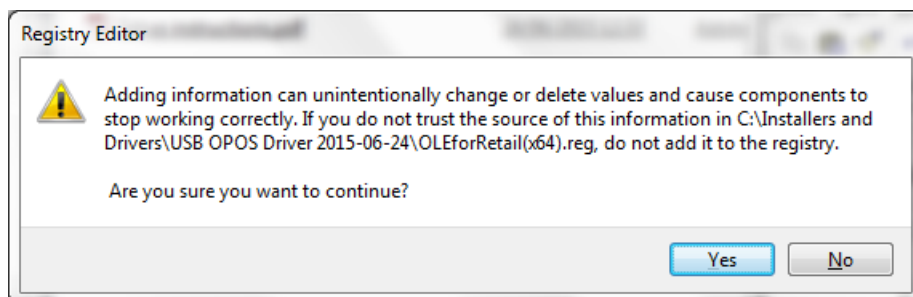 Registry Editor
Adding information can unintentionally change or delete values and cause components to
stop working correctly. If you do not trust the source of this information in C:\Installers and
Drivers\USB OPOS Driver 2015-06-24\OLEforRetail(x64).reg, do not add it to the registry.
Are you sure you want to continue?
Yes No